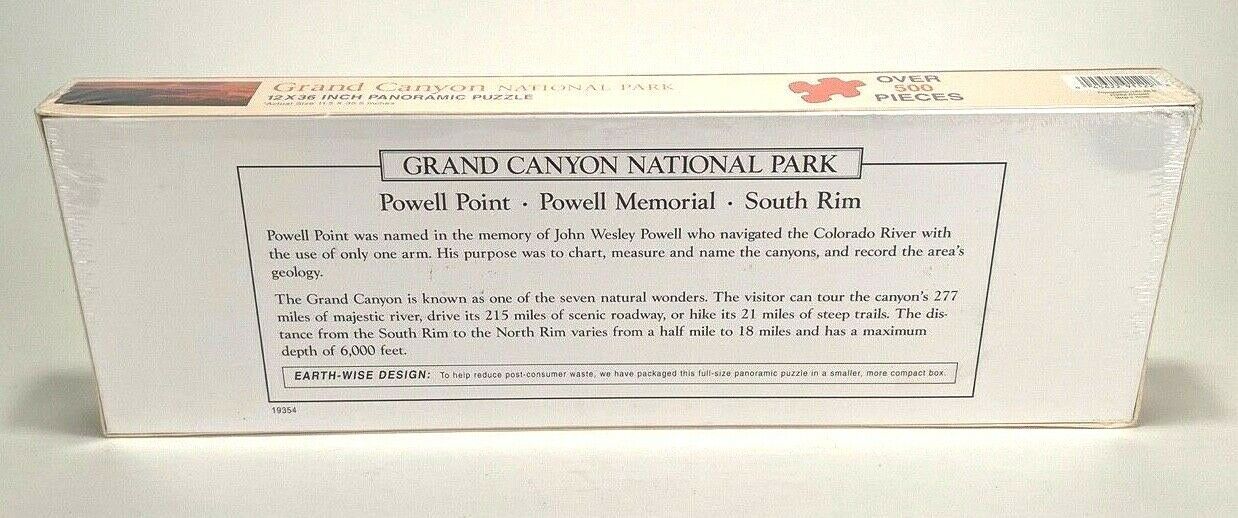 Grand Canyon NATIONAL PARK
12 X 36 INCH PANORAMIC PUZZLE
OVER
500
PIECES
GRAND CANYON NATIONAL PARK
Powell Point · Powell Memorial · South Rim
Powell Point was named in the memory of John Wesley Powell who navigated the Colorado River with
the use of only one arm. His purpose was to chart, measure and name the canyons, and record the area's
geology.
The Grand Canyon is known as one of the seven natural wonders. The visitor can tour the canyon's 277
miles of majestic river, drive its 215 miles of scenic roadway, or hike its 21 miles of steep trails. The dis-
tance from the South Rim to the North Rim varies from a half mile to 18 miles and has a maximum
depth of 6,000 feet.
EARTH-WISE DESIGN: To help reduce post-consumer waste, we have packaged this full-size panoramic puzzle in a smaller, more compact box.
19354